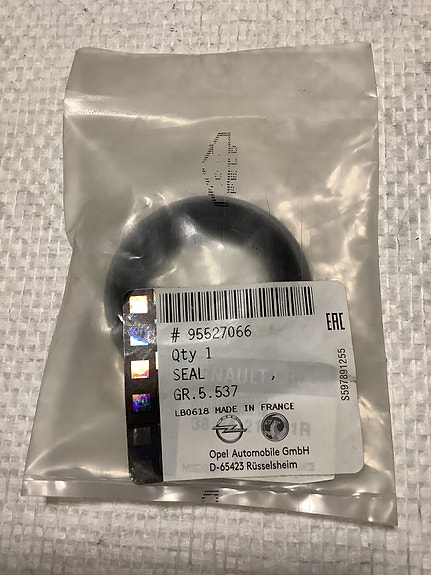 # 95527066
Qty 1
SEAL ,
GR.5.537
LB0618 MADE IN FRANCE
Opel Automobile GmbH
D-65423 Rüsselsheim
EAC
S597891255